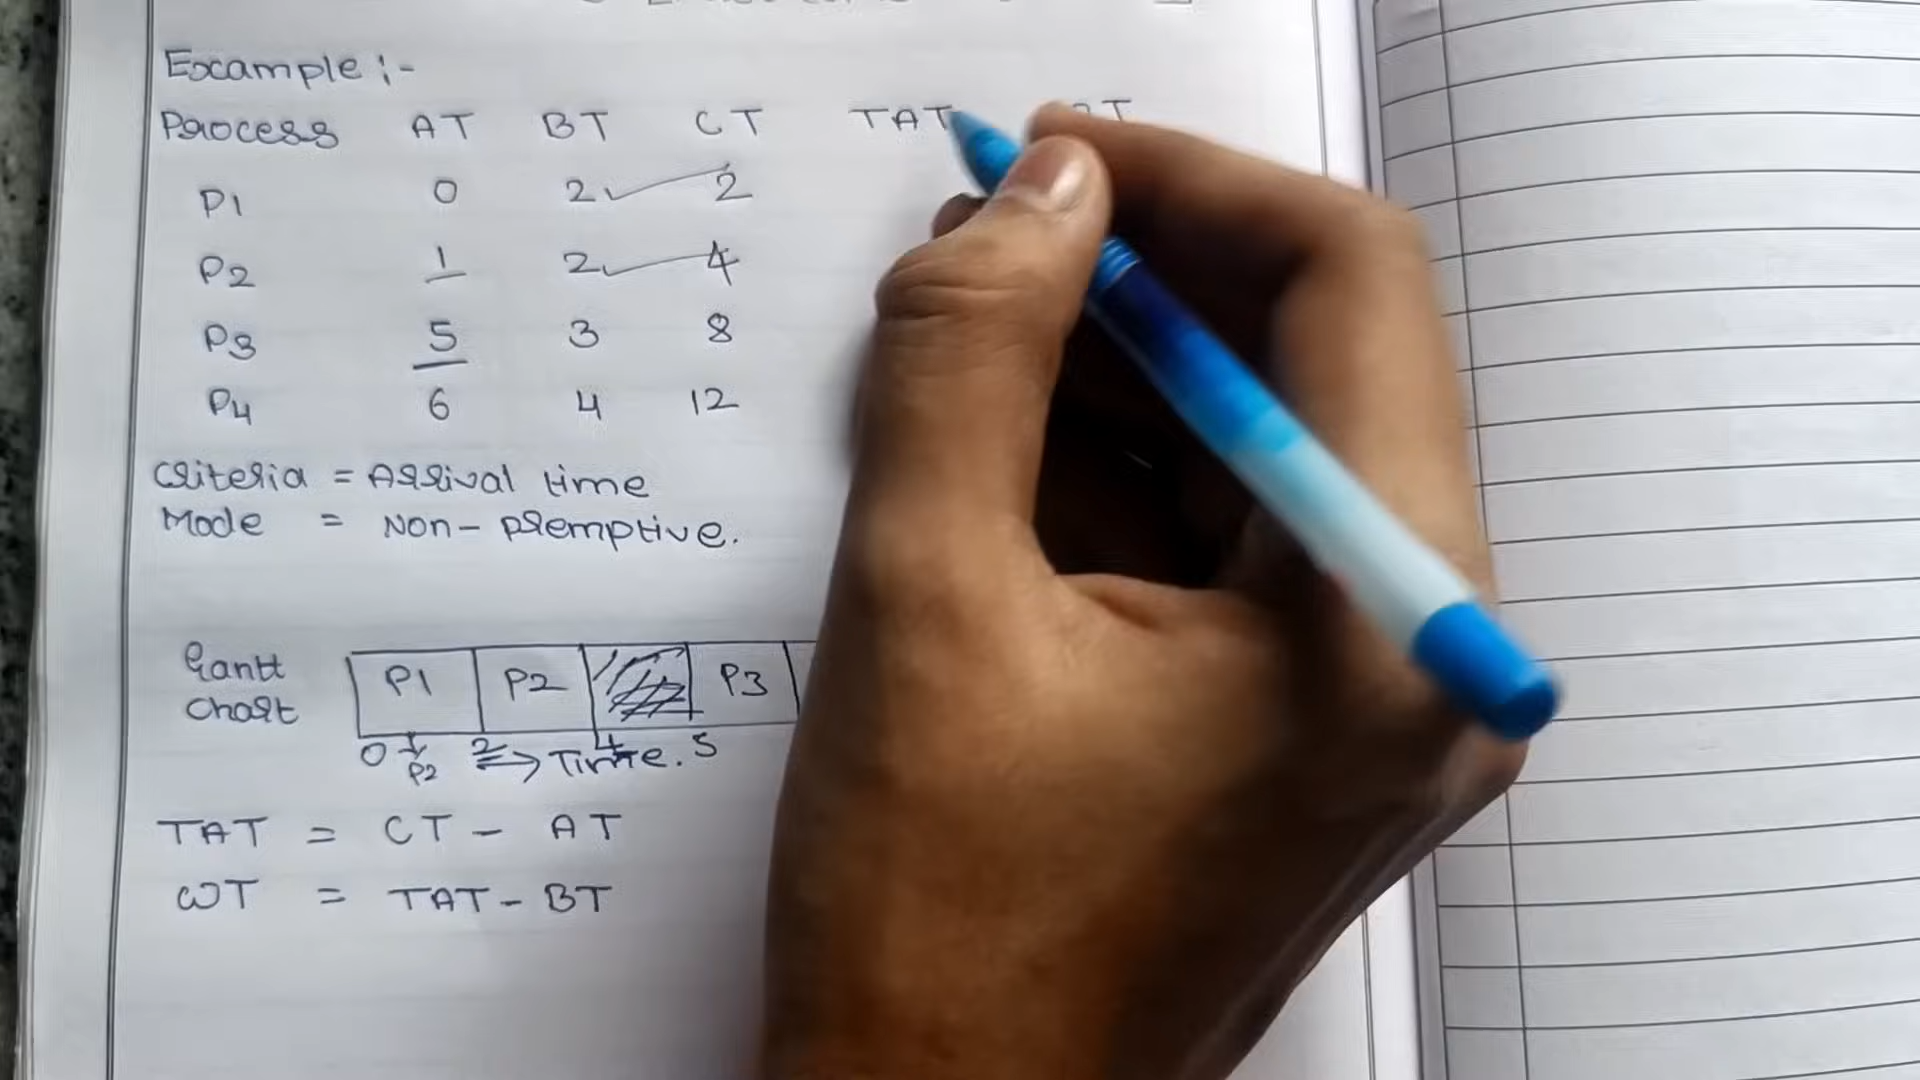 Example :-
Process AT BT CT TAT
P1 0 2 2
P2 1 2 4
P3 5 3 8
P4 6 4 12
Criteria = Arrival time
Mode = Non-premptive.
Gantt
Chart
P1 P2 P3
0 1 2 → Time. 4 5
P2
TAT = CT - AT
WT = TAT - BT